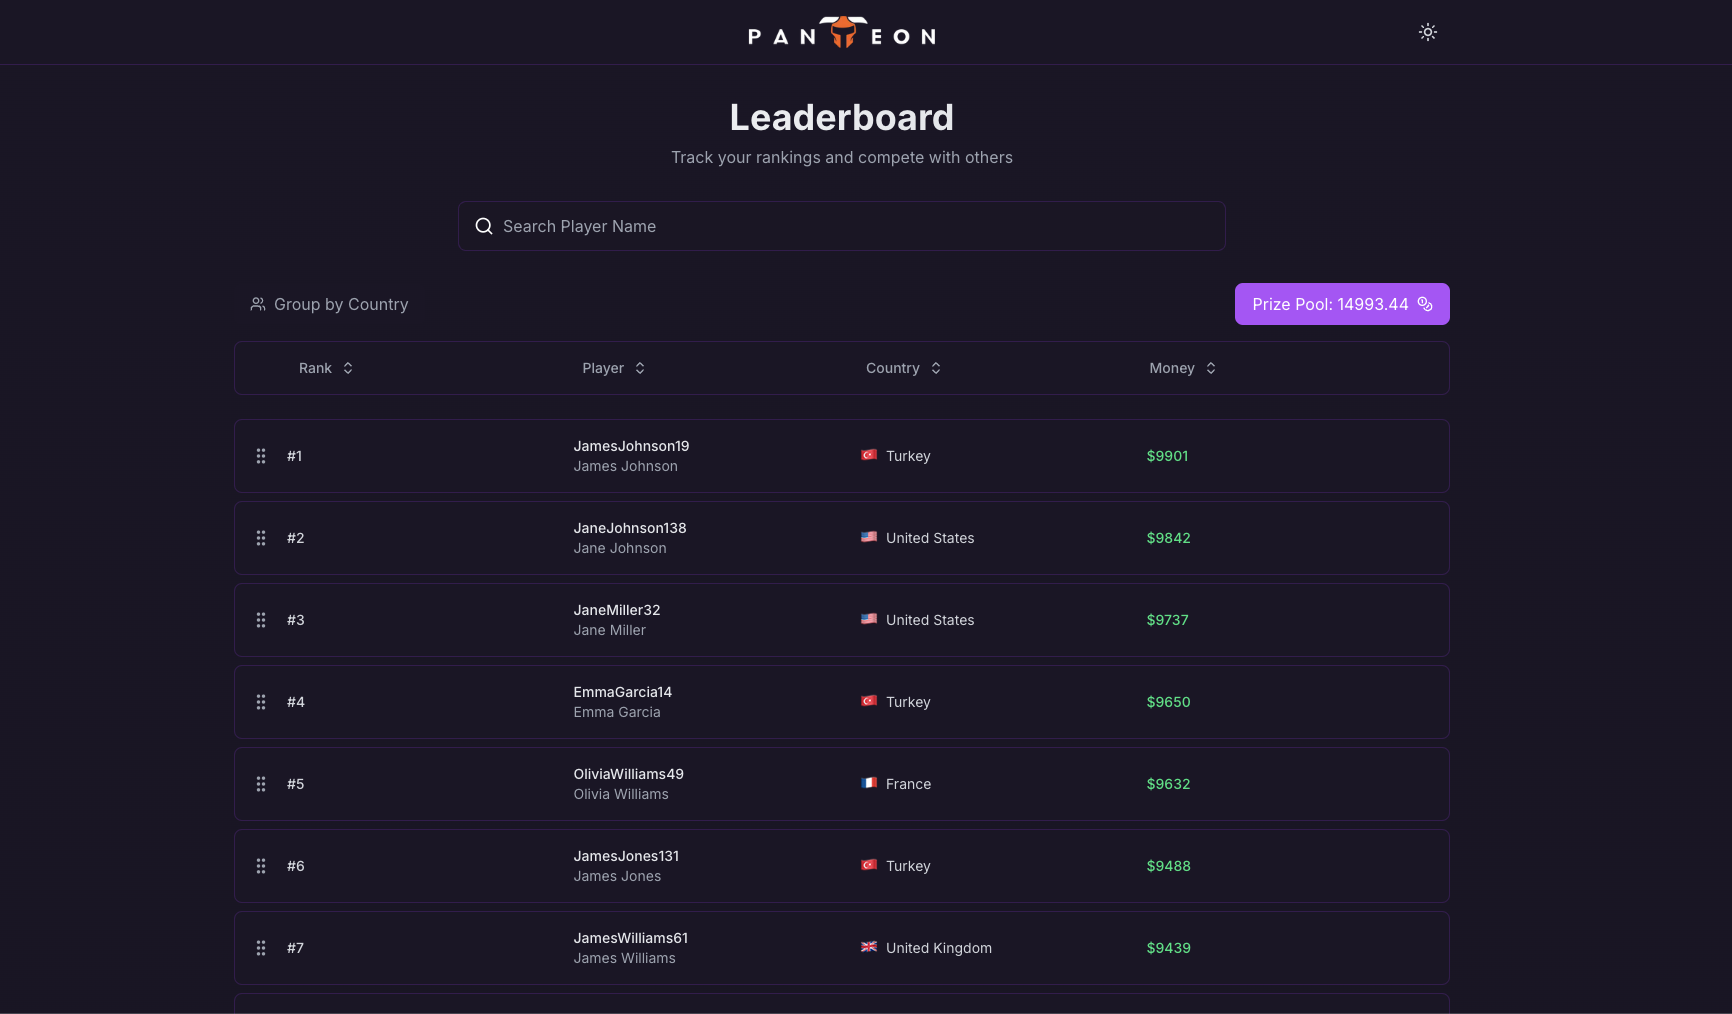 PANTEON
Leaderboard
Track your rankings and compete with others
Search Player Name
Group by Country
Prize Pool: 14993.44
Rank Player Country Money
#1 JamesJohnson19 Turkey $9901
James Johnson
#2 JaneJohnson138 United States $9842
Jane Johnson
#3 JaneMiller32 United States $9737
Jane Miller
#4 EmmaGarcia14 Turkey $9650
Emma Garcia
#5 OliviaWilliams49 France $9632
Olivia Williams
#6 JamesJones131 Turkey $9488
James Jones
#7 JamesWilliams61 United Kingdom $9439
James Williams